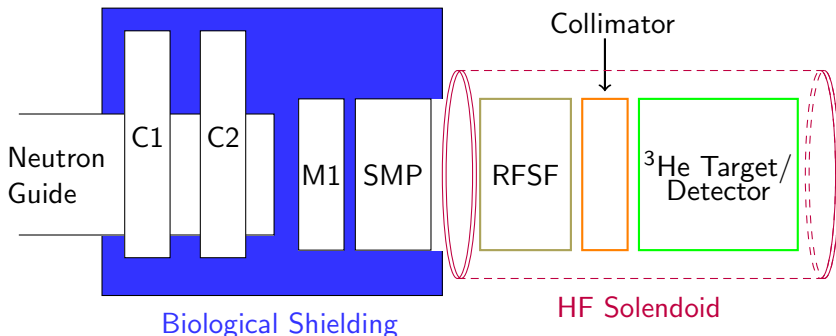 Collimator
Neutron
Guide
C1
C2
M1
SMP
RFSF
³He Target/
Detector
Biological Shielding
HF Solendoid